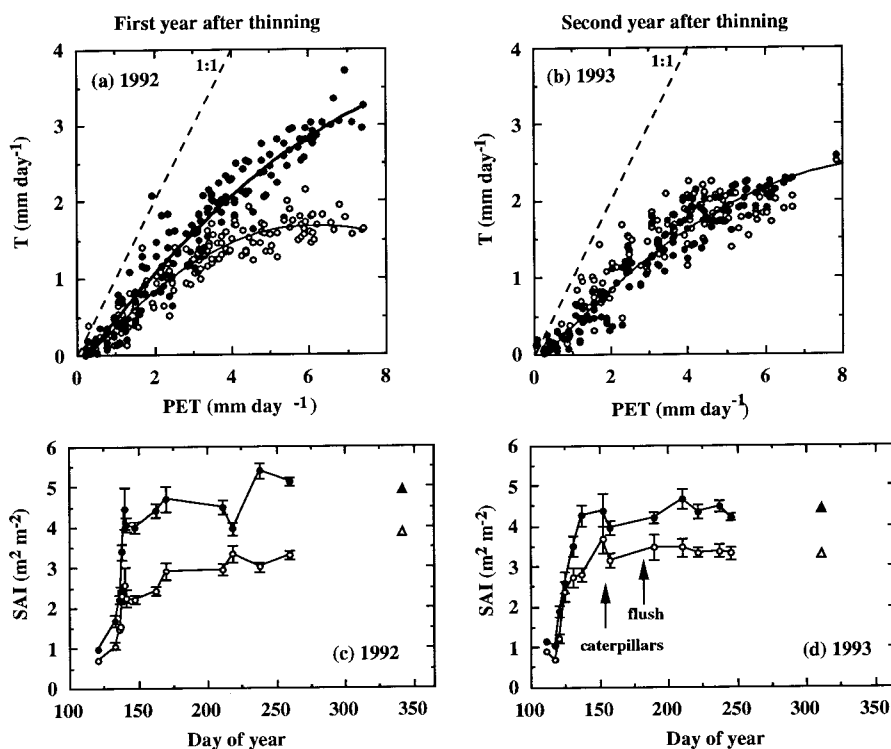 First year after thinning
Second year after thinning
4
3
2
1
0
T (mm day-1)
(a) 1992
1:1
0 2 4 6 8
PET (mm day -1)
4
3
2
1
0
T (mm day-1)
(b) 1993
1:1
0 2 4 6 8
PET (mm day-1)
6
5
4
3
2
1
0
SAI (m2 m-2)
(c) 1992
100 150 200 250 300 350
Day of year
6
5
4
3
2
1
0
SAI (m2 m-2)
flush
caterpillars
(d) 1993
100 150 200 250 300 350
Day of year